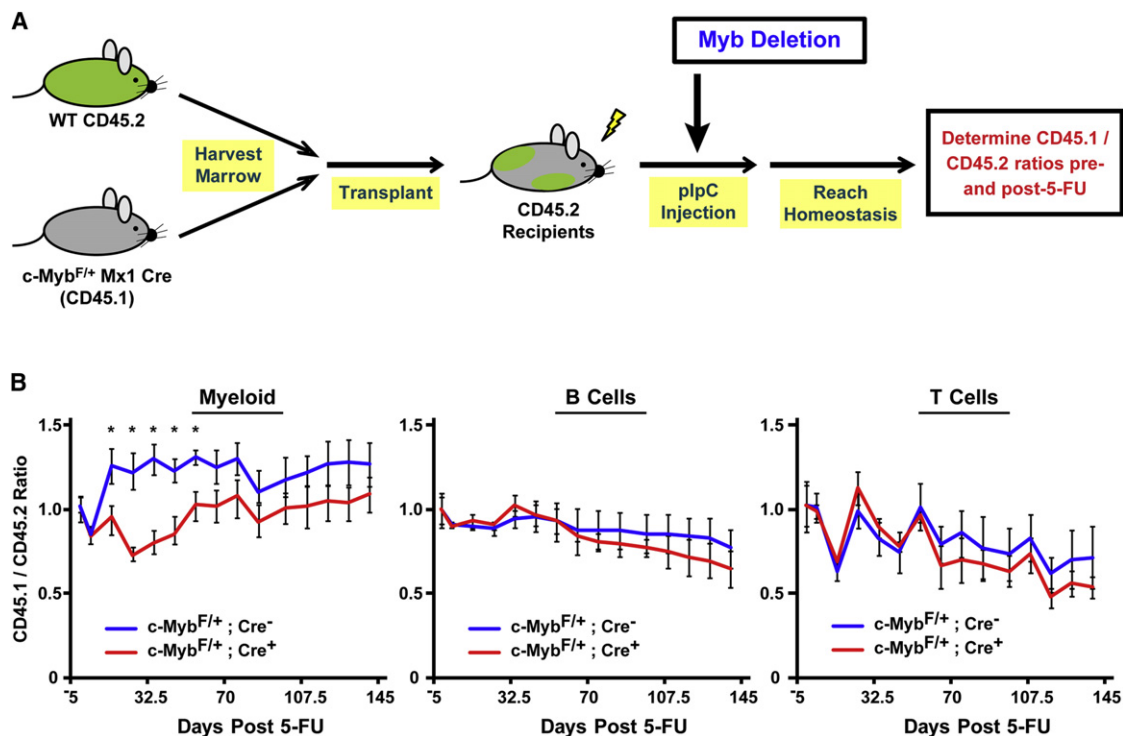 A
Myb Deletion
WT CD45.2
Harvest
Marrow
Transplant
c-Myb^F/+ Mx1 Cre
(CD45.1)
CD45.2
Recipients
pIpC
Injection
Reach
Homeostasis
Determine CD45.1 /
CD45.2 ratios pre-
and post-5-FU
B
Myeloid
B Cells
T Cells
CD45.1 / CD45.2 Ratio
1.5
1.0
0.5
0
* * * * *
c-Myb^F/+ ; Cre^-
c-Myb^F/+ ; Cre^+
-5 32.5 70 107.5 145
Days Post 5-FU
1.5
1.0
0.5
0
c-Myb^F/+ ; Cre^-
c-Myb^F/+ ; Cre^+
-5 32.5 70 107.5 145
Days Post 5-FU
1.5
1.0
0.5
0
c-Myb^F/+ ; Cre^-
c-Myb^F/+ ; Cre^+
-5 32.5 70 107.5 145
Days Post 5-FU